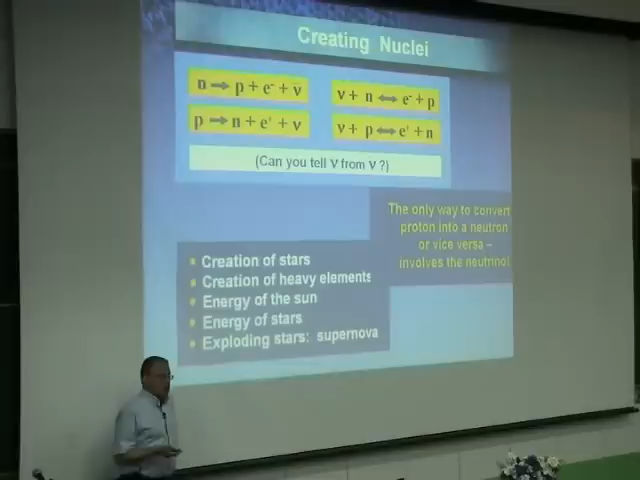 Creating Nuclei
n ⇒ p + e⁻ + ν̄
ν + n ⇔ e⁻ + p
p ⇒ n + e⁺ + ν
ν + p ⇔ e⁺ + n
(Can you tell ν from ν ?)
The only way to convert
proton into a neutron
or vice versa –
involves the neutrino!
Creation of stars
Creation of heavy elements
Energy of the sun
Energy of stars
Exploding stars: supernova